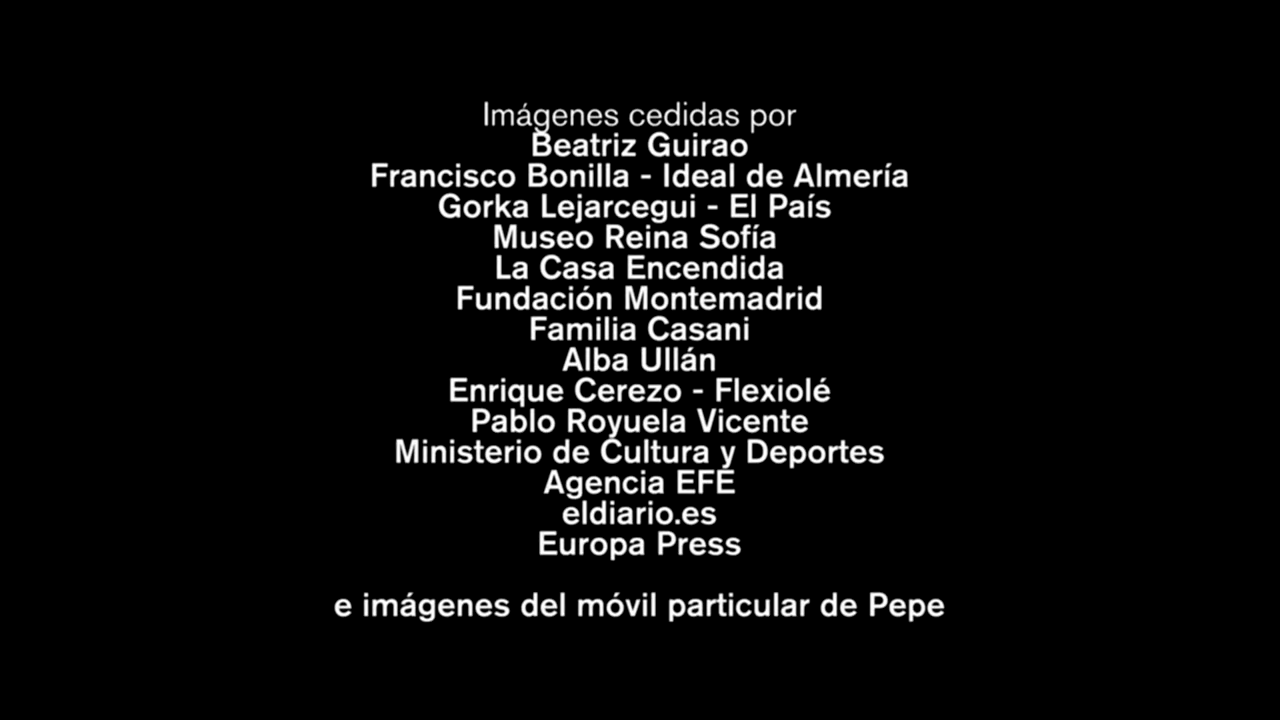 Imágenes cedidas por
Beatriz Guirao
Francisco Bonilla - Ideal de Almería
Gorka Lejarcegui - El País
Museo Reina Sofía
La Casa Encendida
Fundación Montemadrid
Familia Casani
Alba Ullán
Enrique Cerezo - Flexiolé
Pablo Royuela Vicente
Ministerio de Cultura y Deportes
Agencia EFE
eldiario.es
Europa Press
e imágenes del móvil particular de Pepe